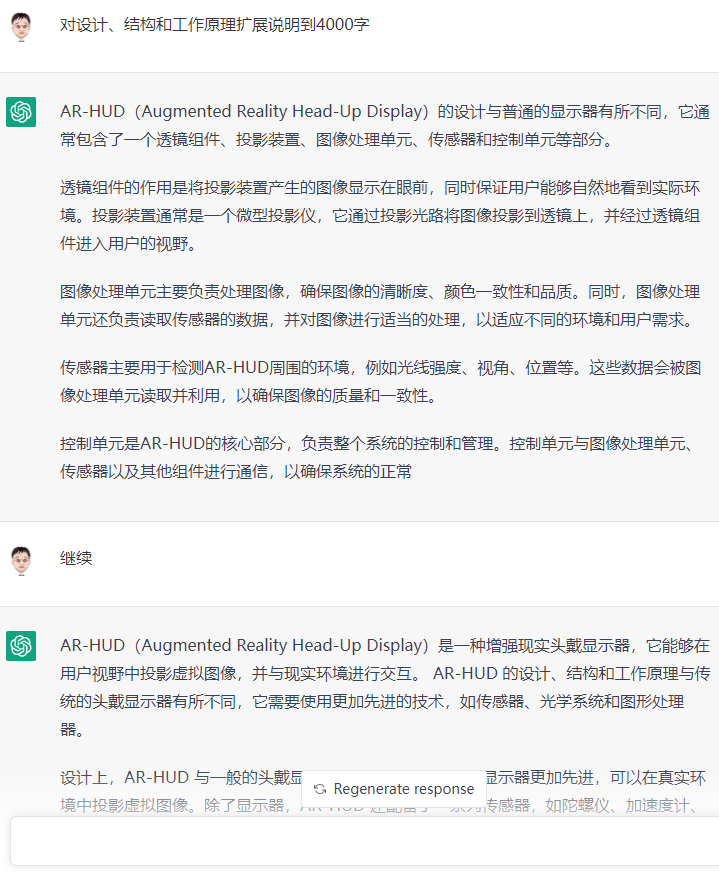 对设计、结构和工作原理扩展说明到4000字
AR-HUD（Augmented Reality Head-Up Display）的设计与普通的显示器有所不同，它通
常包含了一个透镜组件、投影装置、图像处理单元、传感器和控制单元等部分。
透镜组件的作用是将投影装置产生的图像显示在眼前，同时保证用户能够自然地看到实际环
境。投影装置通常是一个微型投影仪，它通过投影光路将图像投影到透镜上，并经过透镜组
件进入用户的视野。
图像处理单元主要负责处理图像，确保图像的清晰度、颜色一致性和品质。同时，图像处理
单元还负责读取传感器的数据，并对图像进行适当的处理，以适应不同的环境和用户需求。
传感器主要用于检测AR-HUD周围的环境，例如光线强度、视角、位置等。这些数据会被图
像处理单元读取并利用，以确保图像的质量和一致性。
控制单元是AR-HUD的核心部分，负责整个系统的控制和管理。控制单元与图像处理单元、
传感器以及其他组件进行通信，以确保系统的正常
继续
AR-HUD（Augmented Reality Head-Up Display）是一种增强现实头戴显示器，它能够在
用户视野中投影虚拟图像，并与现实环境进行交互。 AR-HUD 的设计、结构和工作原理与传
统的头戴显示器有所不同，它需要使用更加先进的技术，如传感器、光学系统和图形处理
器。
设计上，AR-HUD 与一般的头戴显 显示器更加先进，可以在真实环
Regenerate response
境中投影虚拟图像。除了显示器，AR-HUD 还配备了一系列传感器，如陀螺仪、加速度计、